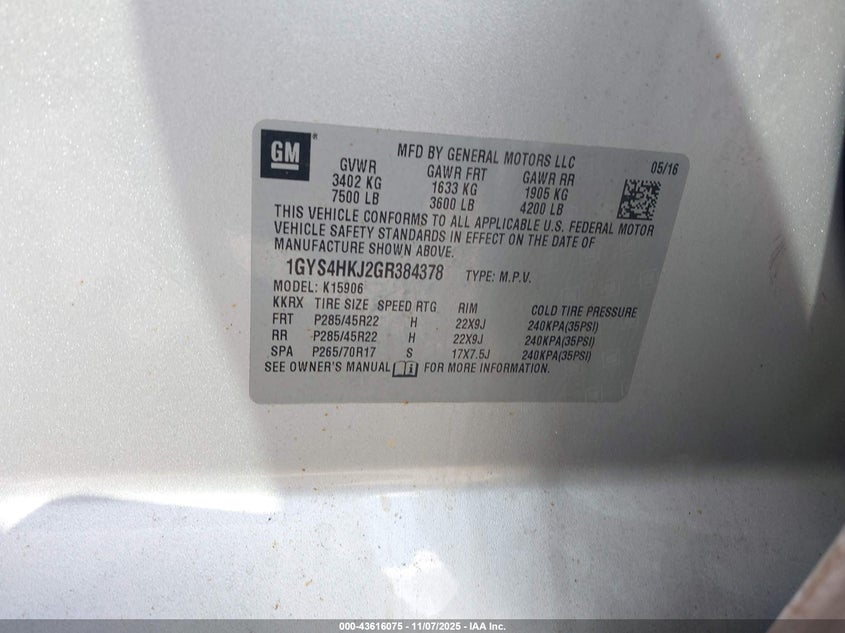 GM®
MFD BY GENERAL MOTORS LLC 05/16
GVWR GAWR FRT GAWR RR
3402 KG 1633 KG 1905 KG
7500 LB 3600 LB 4200 LB
THIS VEHICLE CONFORMS TO ALL APPLICABLE U.S. FEDERAL MOTOR
VEHICLE SAFETY STANDARDS IN EFFECT ON THE DATE OF
MANUFACTURE SHOWN ABOVE.
1GYS4HKJ2GR384378 TYPE: M.P.V.
MODEL: K15906
KKRX TIRE SIZE SPEED RTG RIM COLD TIRE PRESSURE
FRT P285/45R22 H 22X9J 240KPA(35PSI)
RR P285/45R22 H 22X9J 240KPA(35PSI)
SPA P265/70R17 S 17X7.5J 240KPA(35PSI)
SEE OWNER'S MANUAL FOR MORE INFORMATION.
000-43616075 — 11/07/2025 — IAA Inc.